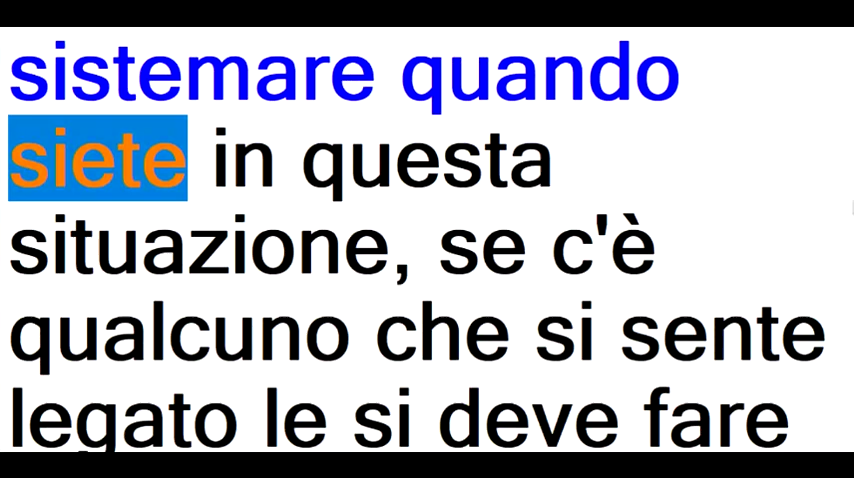 sistemare quando
siete in questa
situazione, se c'è
qualcuno che si sente
legato le si deve fare